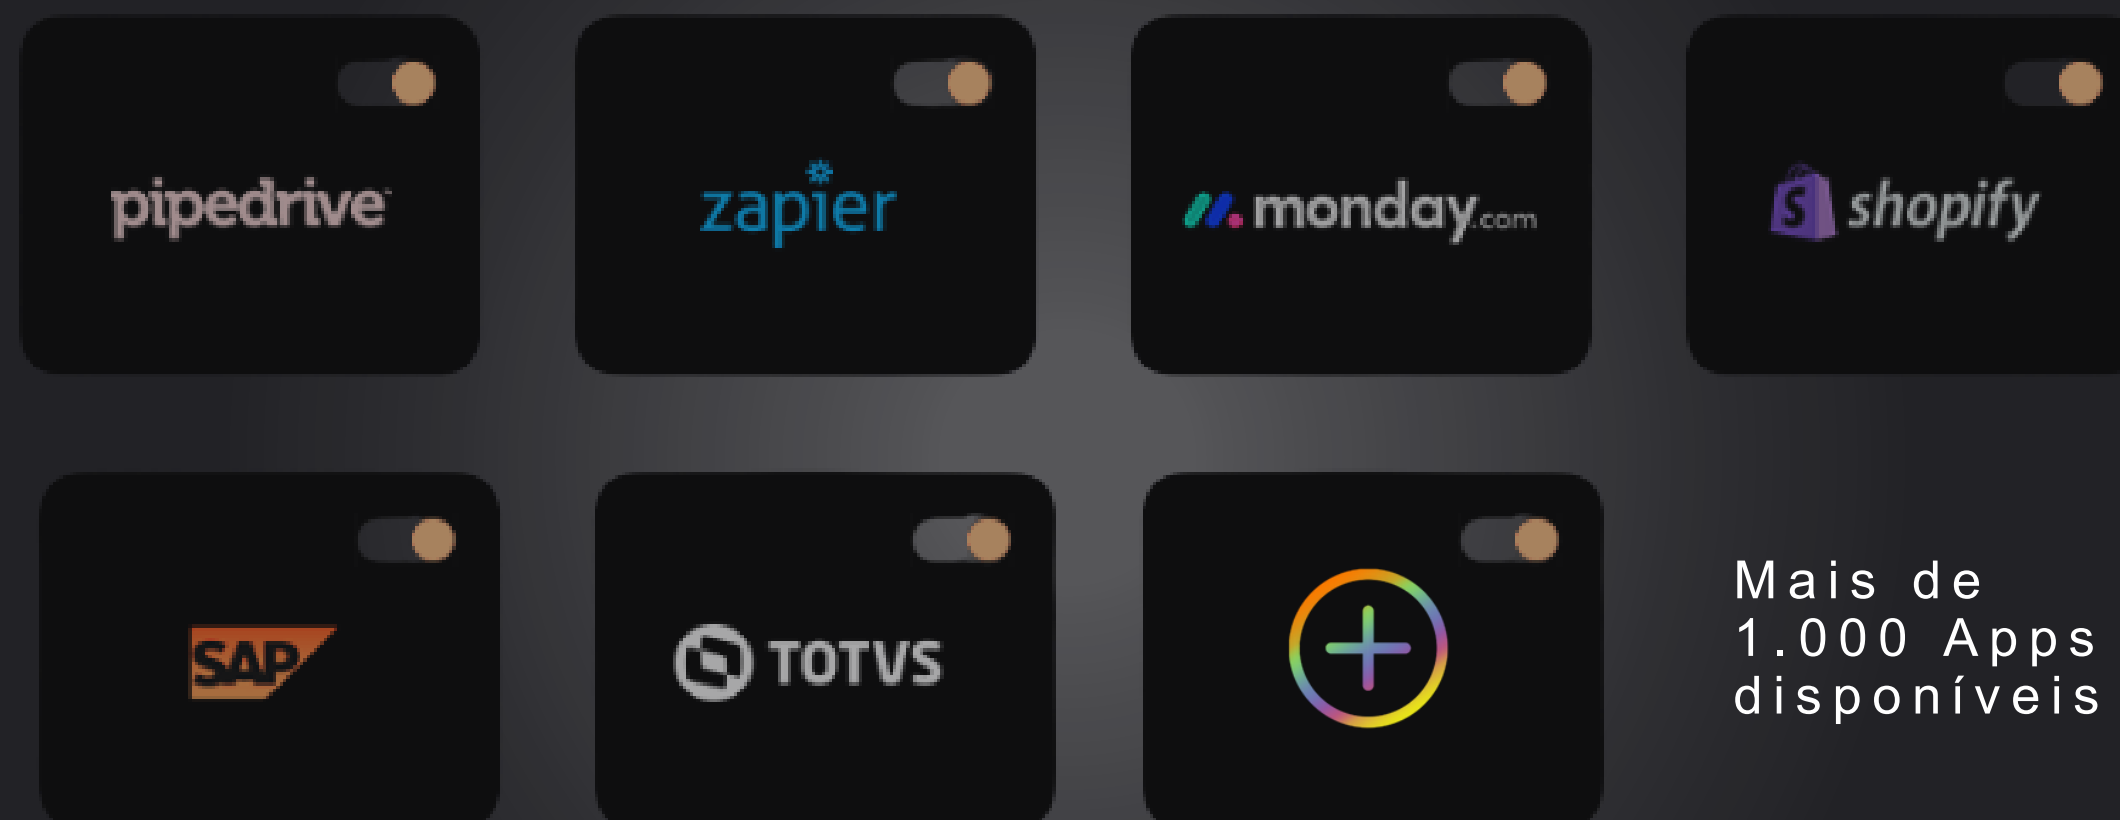 pipedrive
zapier
monday.com
shopify
SAP
TOTVS
Mais de
1.000 Apps
disponíveis